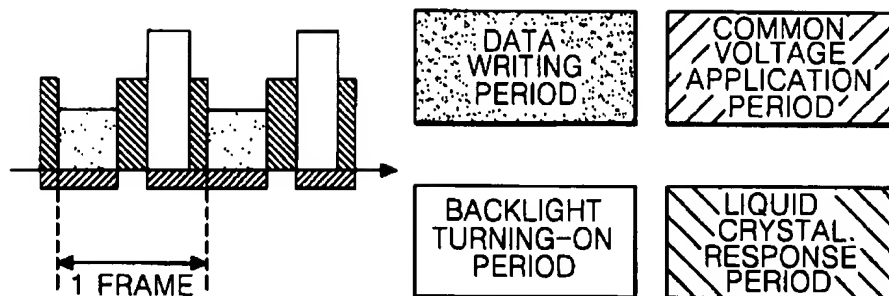 DATA
WRITING
PERIOD
COMMON
VOLTAGE
APPLICATION
PERIOD
BACKLIGHT
TURNING-ON
PERIOD
LIQUID
CRYSTAL.
RESPONSE
PERIOD
1 FRAME